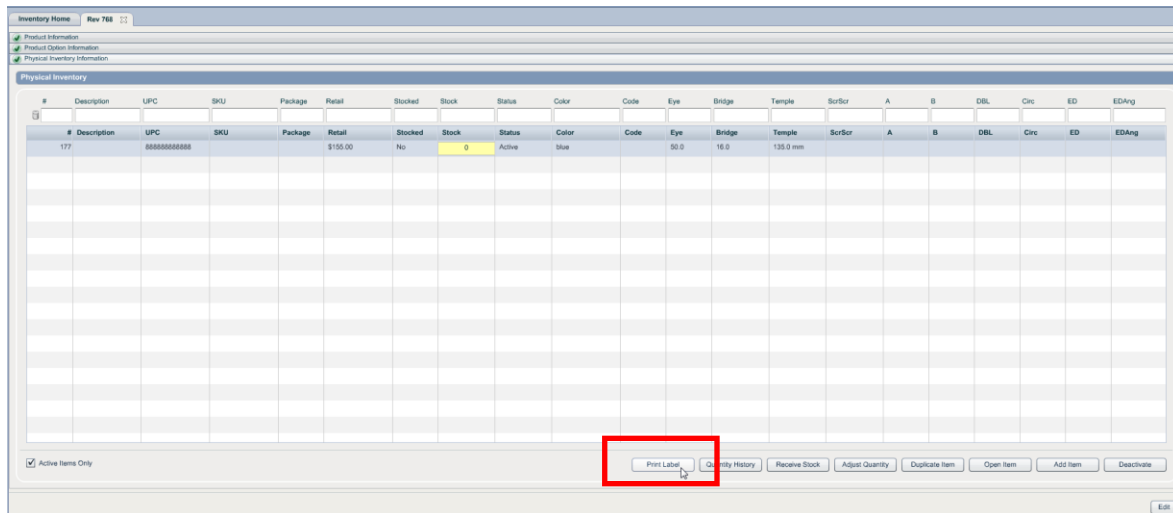 Inventory Home Rev 768
Product Information
Product Option Information
Physical Inventory Information
Physical Inventory
# Description UPC SKU Package Retail Stocked Stock Status Color Code Eye Bridge Temple ScrScr A B DBL Circ ED EDAng
# Description UPC SKU Package Retail Stocked Stock Status Color Code Eye Bridge Temple ScrScr A B DBL Circ ED EDAng
177 888888888888 $155.00 No 0 Active blue 50.0 16.0 135.0 mm
Active Items Only Print Label Quantity History Receive Stock Adjust Quantity Duplicate Item Open Item Add Item Deactivate
Edit